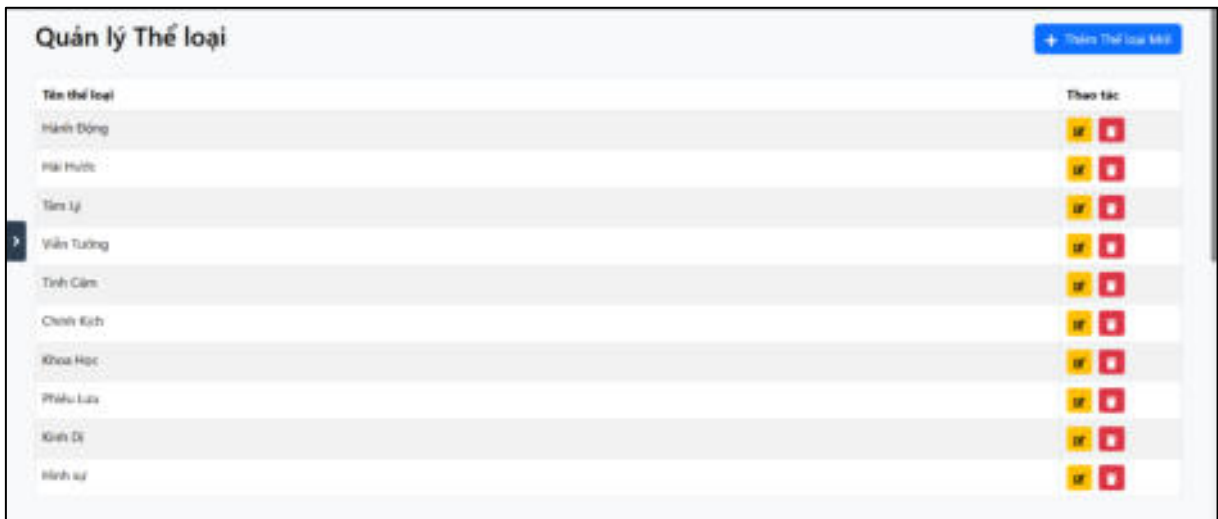 Quản lý Thể loại
+ Thêm Thể loại Mới
Tên thể loại
Thao tác
Hành Động
Hài Hước
Tâm Lý
Viễn Tưởng
Tình Cảm
Chính Kịch
Khoa Học
Phiêu Lưu
Kinh Dị
Hình sự